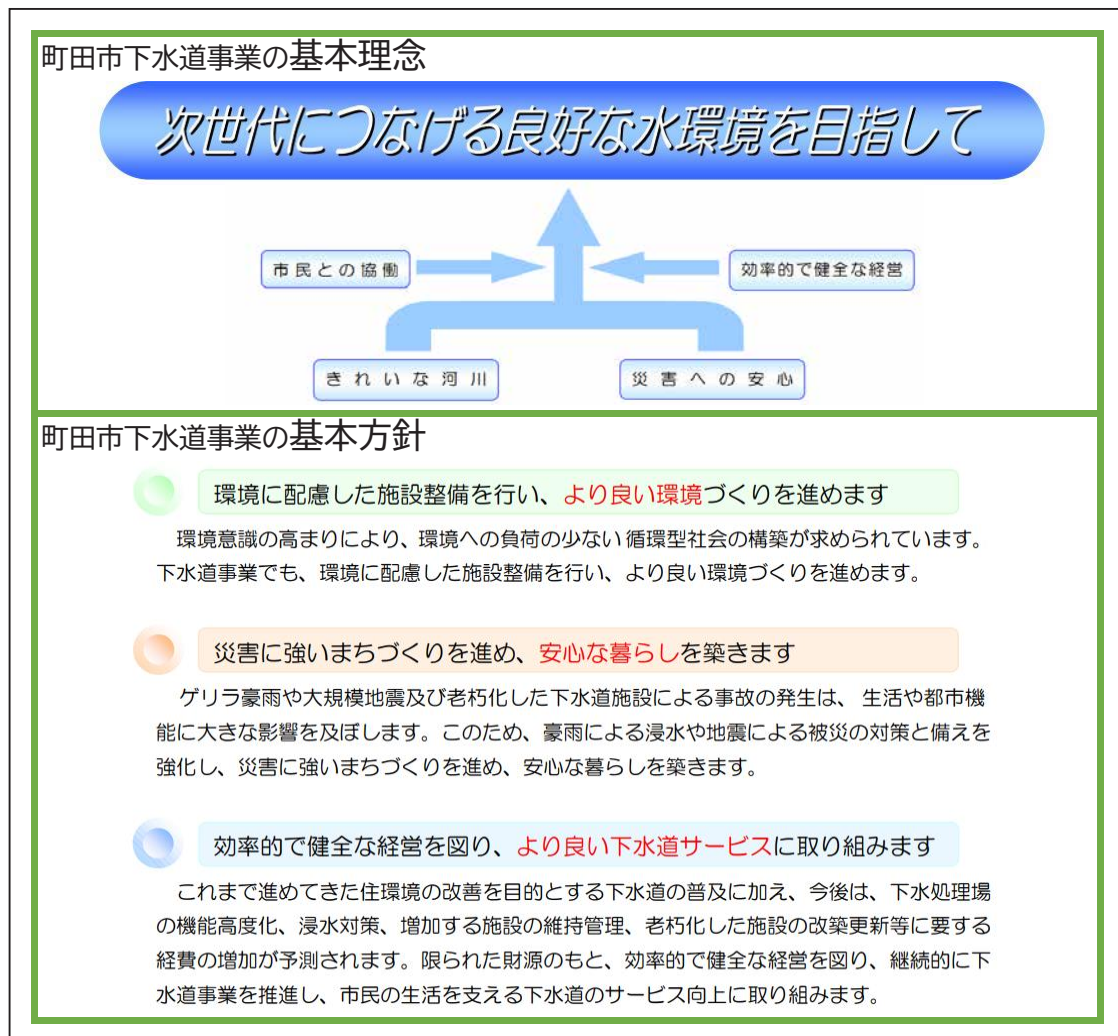 町田市下水道事業の基本理念
次世代につなげる良好な水環境を目指して
市民との協働
効率的で健全な経営
きれいな河川
災害への安心
町田市下水道事業の基本方針
環境に配慮した施設整備を行い、より良い環境づくりを進めます
環境意識の高まりにより、環境への負荷の少ない循環型社会の構築が求められています。
下水道事業でも、環境に配慮した施設整備を行い、より良い環境づくりを進めます。
災害に強いまちづくりを進め、安心な暮らしを築きます
ゲリラ豪雨や大規模地震及び老朽化した下水道施設による事故の発生は、生活や都市機
能に大きな影響を及ぼします。このため、豪雨による浸水や地震による被災の対策と備えを
強化し、災害に強いまちづくりを進め、安心な暮らしを築きます。
効率的で健全な経営を図り、より良い下水道サービスに取り組みます
これまで進めてきた住環境の改善を目的とする下水道の普及に加え、今後は、下水処理場
の機能高度化、浸水対策、増加する施設の維持管理、老朽化した施設の改築更新等に要する
経費の増加が予測されます。限られた財源のもと、効率的で健全な経営を図り、継続的に下
水道事業を推進し、市民の生活を支える下水道のサービス向上に取り組みます。